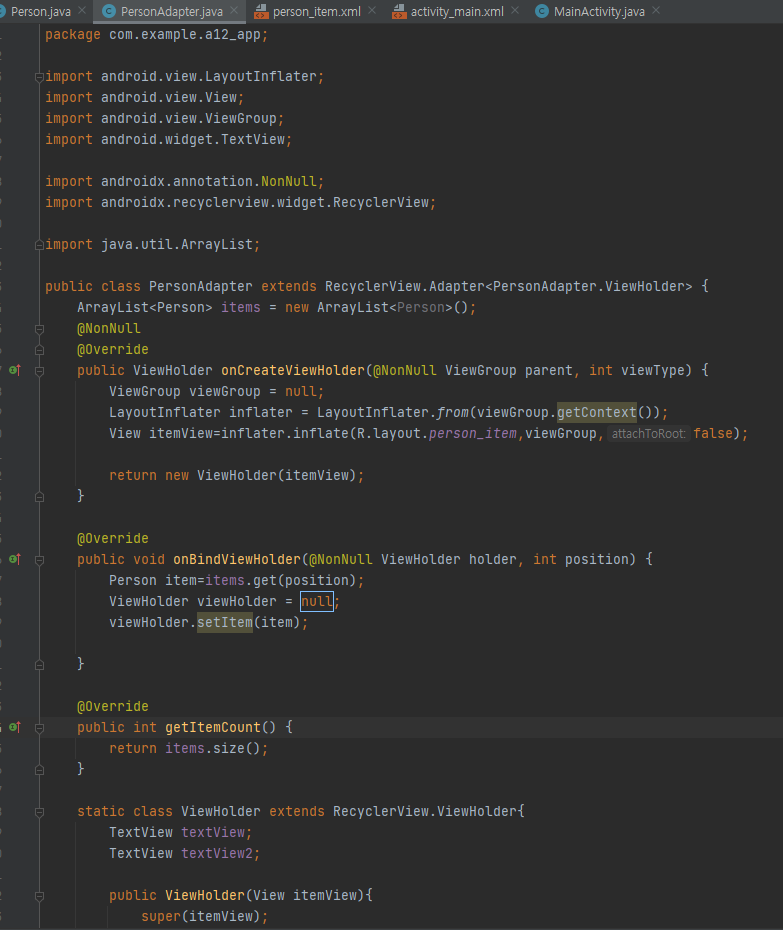 Person.java PersonAdapter.java person_item.xml activity_main.xml MainActivity.java
package com.example.a12_app;
import android.view.LayoutInflater;
import android.view.View;
import android.view.ViewGroup;
import android.widget.TextView;
import androidx.annotation.NonNull;
import androidx.recyclerview.widget.RecyclerView;
import java.util.ArrayList;
public class PersonAdapter extends RecyclerView.Adapter<PersonAdapter.ViewHolder> {
    ArrayList<Person> items = new ArrayList<Person>();
    @NonNull
    @Override
    public ViewHolder onCreateViewHolder(@NonNull ViewGroup parent, int viewType) {
        ViewGroup viewGroup = null;
        LayoutInflater inflater = LayoutInflater.from(viewGroup.getContext());
        View itemView=inflater.inflate(R.layout.person_item,viewGroup, attachToRoot: false);
        return new ViewHolder(itemView);
    }
    @Override
    public void onBindViewHolder(@NonNull ViewHolder holder, int position) {
        Person item=items.get(position);
        ViewHolder viewHolder = null;
        viewHolder.setItem(item);
    }
    @Override
    public int getItemCount() {
        return items.size();
    }
    static class ViewHolder extends RecyclerView.ViewHolder{
        TextView textView;
        TextView textView2;
        public ViewHolder(View itemView){
            super(itemView);